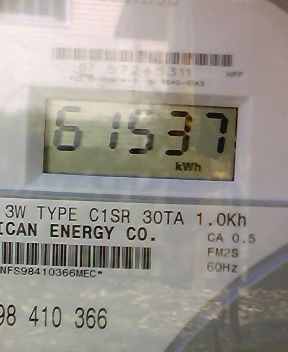 61537
kWh
3W TYPE C1SR 30TA 1.0Kh
ICAN ENERGY CO.
CA 0.5
FM2S
60Hz
NFS98410366MEC*
98 410 366